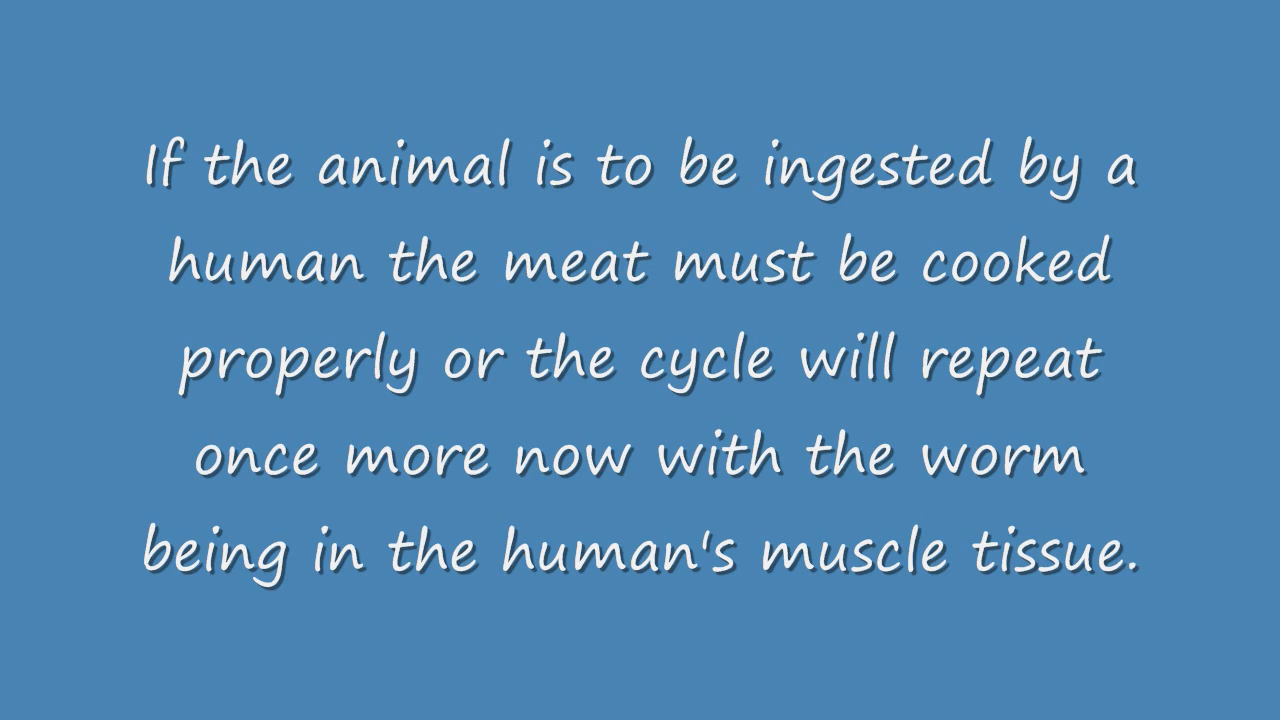 If the animal is to be ingested by a
human the meat must be cooked
properly or the cycle will repeat
once more now with the worm
being in the human's muscle tissue.